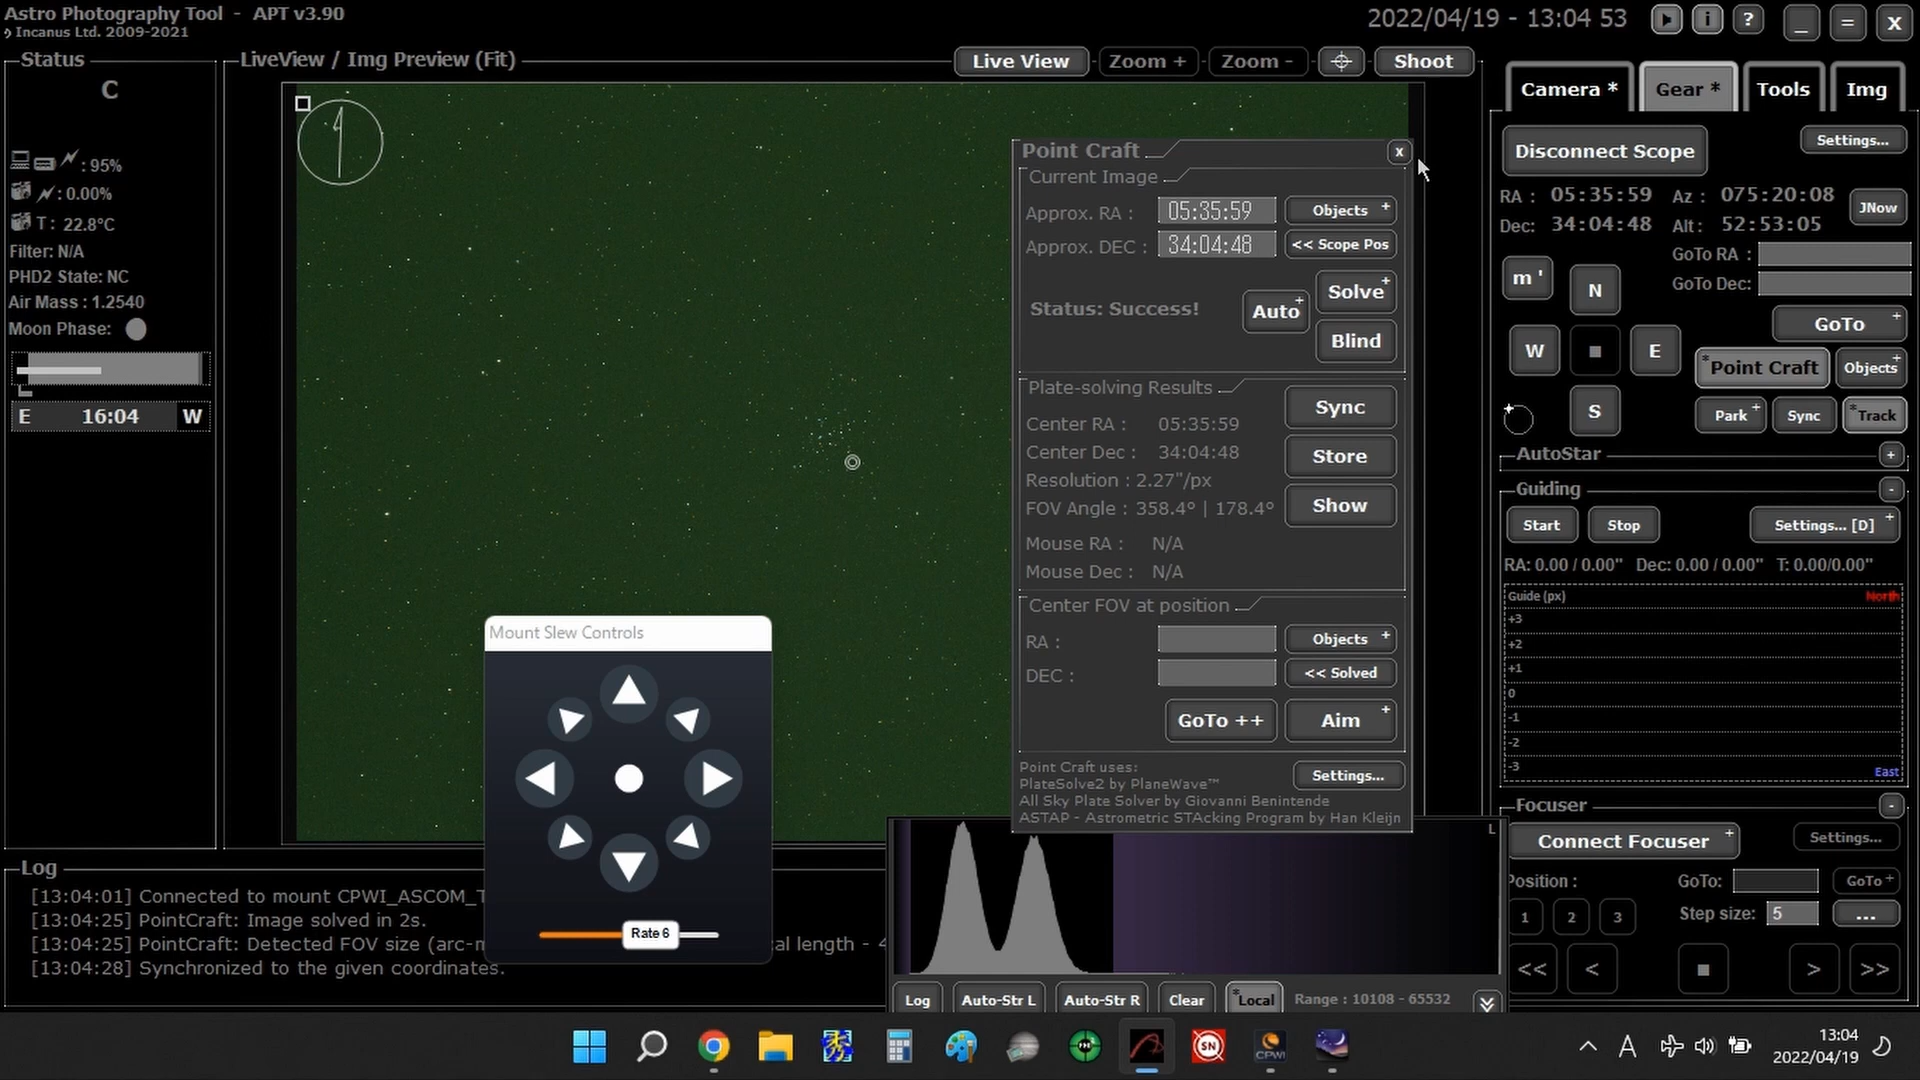 Astro Photography Tool - APT v3.90
Incanus Ltd. 2009-2021
2022/04/19 - 13:04 53
i
?
_
=
X
Status
C
: 95%
: 0.00%
T : 22.8°C
Filter: N/A
PHD2 State: NC
Air Mass : 1.2540
Moon Phase:
E 16:04 W
LiveView / Img Preview (Fit)
Live View
Zoom +
Zoom -
Shoot
Point Craft
x
Current Image
Approx. RA : 05:35:59 Objects +
Approx. DEC : 34:04:48 << Scope Pos
Status: Success! Auto + Solve +
Blind
Plate-solving Results
Sync
Center RA : 05:35:59
Center Dec : 34:04:48
Store
Resolution : 2.27"/px
FOV Angle : 358.4° | 178.4°
Show
Mouse RA : N/A
Mouse Dec : N/A
Center FOV at position
RA : Objects +
DEC : << Solved
GoTo ++ Aim +
Point Craft uses:
PlateSolve2 by PlaneWave™
Settings...
All Sky Plate Solver by Giovanni Benintende
ASTAP - Astrometric STAcking Program by Han Kleijn
Mount Slew Controls
Rate 6
Camera *
Gear *
Tools
Img
Disconnect Scope
Settings...
RA : 05:35:59 Az : 075:20:08
Dec: 34:04:48 Alt : 52:53:05
JNow
GoTo RA :
GoTo Dec:
m '
N
W
E
S
GoTo +
*Point Craft
Objects +
Park +
Sync
*Track
AutoStar +
Guiding -
Start
Stop
Settings... [D] +
RA: 0.00 / 0.00" Dec: 0.00 / 0.00" T: 0.00/0.00"
Guide (px) North
+3
+2
+1
0
-1
-2
-3
East
Focuser -
Connect Focuser +
Settings...
Position :
GoTo:
GoTo +
1 2 3
Step size: 5
...
<<
<
>
>>
Log
[13:04:01] Connected to mount CPWI_ASCOM_T
[13:04:25] PointCraft: Image solved in 2s.
[13:04:25] PointCraft: Detected FOV size (arc-m cal length - 4
[13:04:28] Synchronized to the given coordinates.
L
Log
Auto-Str L
Auto-Str R
Clear
*Local
Range : 10108 - 65532
SN
CPWI
A
13:04
2022/04/19